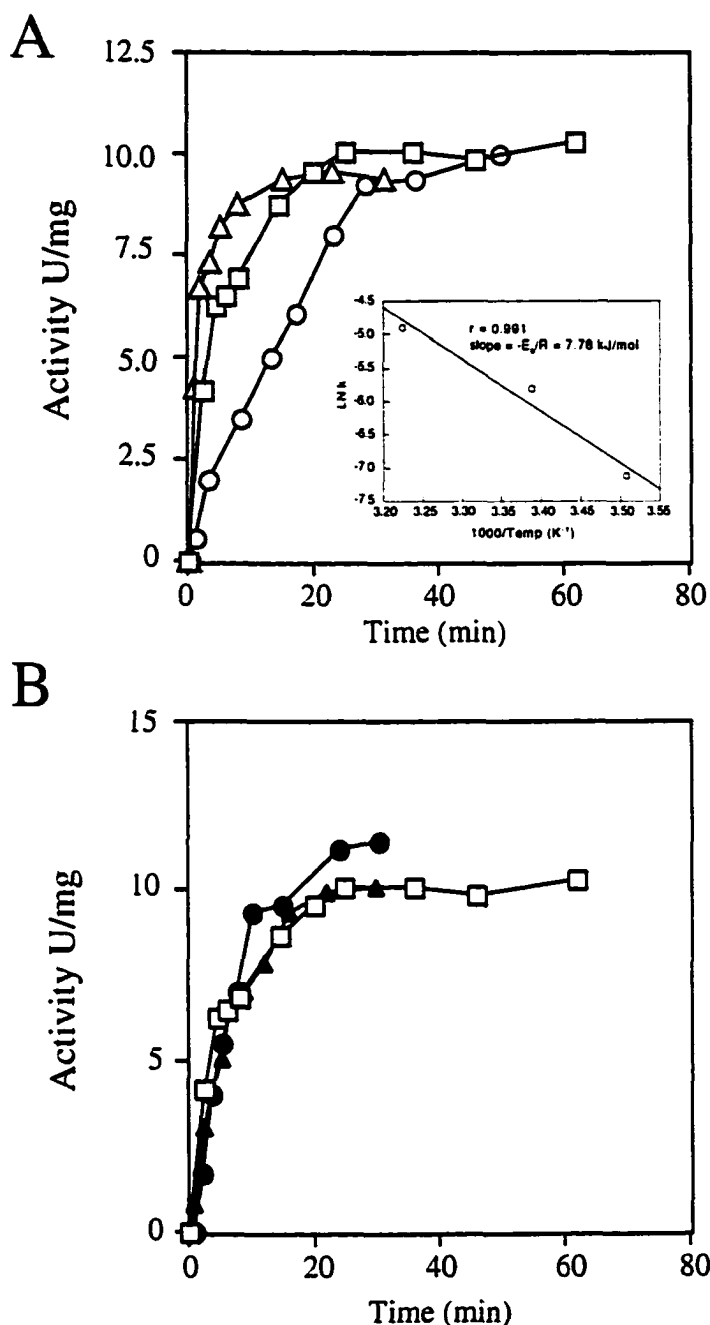 A
12.5
10.0
7.5
5.0
2.5
0
Activity U/mg
0 20 40 60 80
Time (min)
-4.5
-5.0
-5.5
-6.0
-6.5
-7.0
-7.5
LN k
r = 0.991
slope = -Ea/R = 7.78 kJ/mol
3.20 3.25 3.30 3.35 3.40 3.45 3.50 3.55
1000/Temp (K⁻¹)
B
15
10
5
0
Activity U/mg
0 20 40 60 80
Time (min)